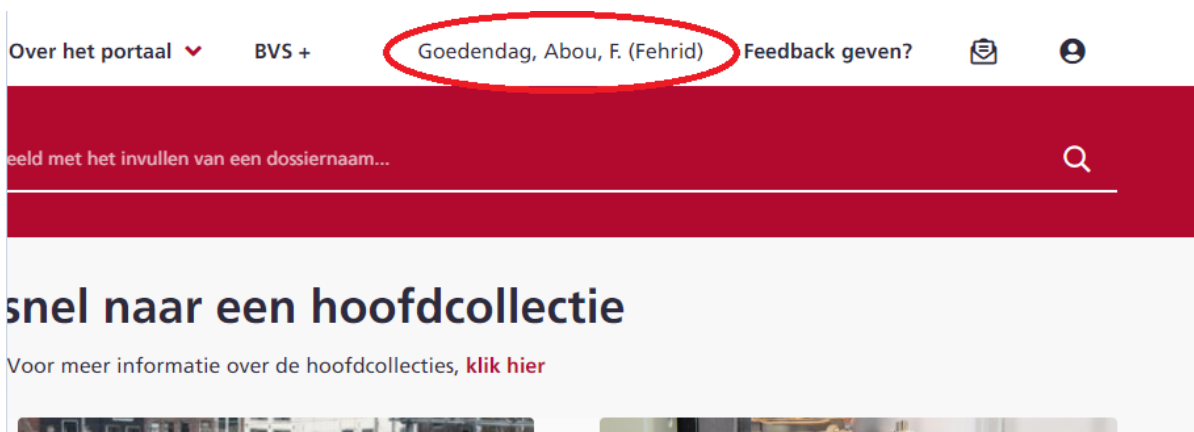 Over het portaal BVS + Goedendag, Abou, F. (Fehrid) Feedback geven?
eeld met het invullen van een dossiernaam...
snel naar een hoofdcollectie
Voor meer informatie over de hoofdcollecties, klik hier